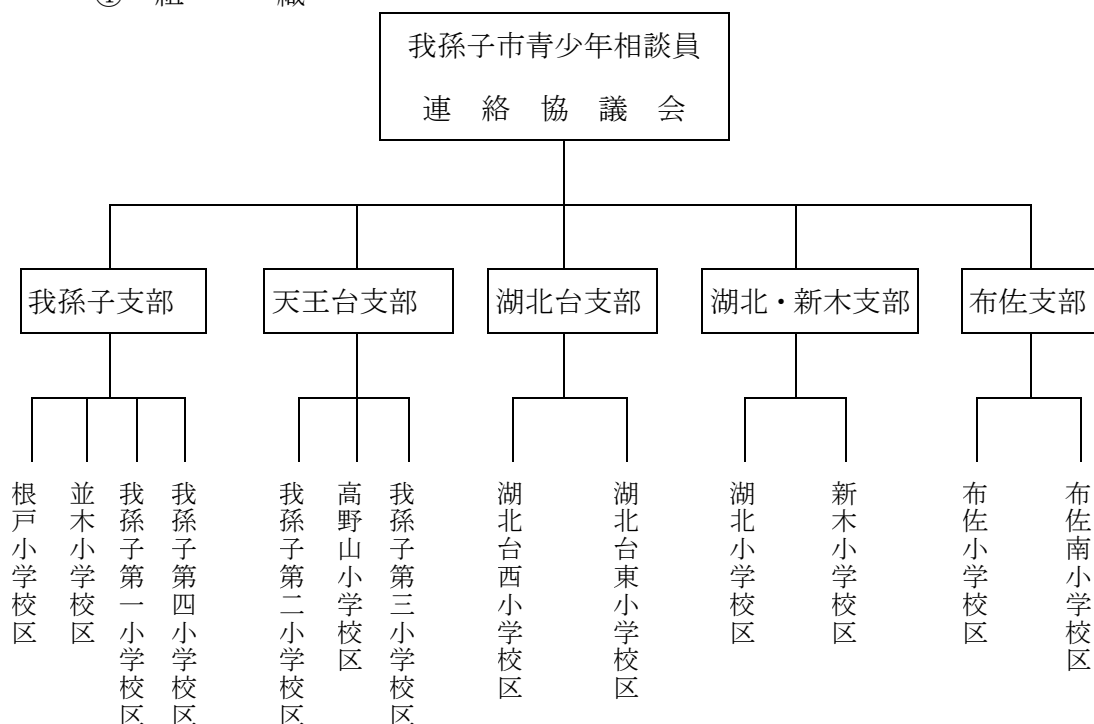 ① 組 織
我孫子市青少年相談員
連 絡 協 議 会
我孫子支部
天王台支部
湖北台支部
湖北・新木支部
布佐支部
根戸小学校区
並木小学校区
我孫子第一小学校区
我孫子第四小学校区
我孫子第二小学校区
高野山小学校区
我孫子第三小学校区
湖北台西小学校区
湖北台東小学校区
湖北小学校区
新木小学校区
布佐小学校区
布佐南小学校区